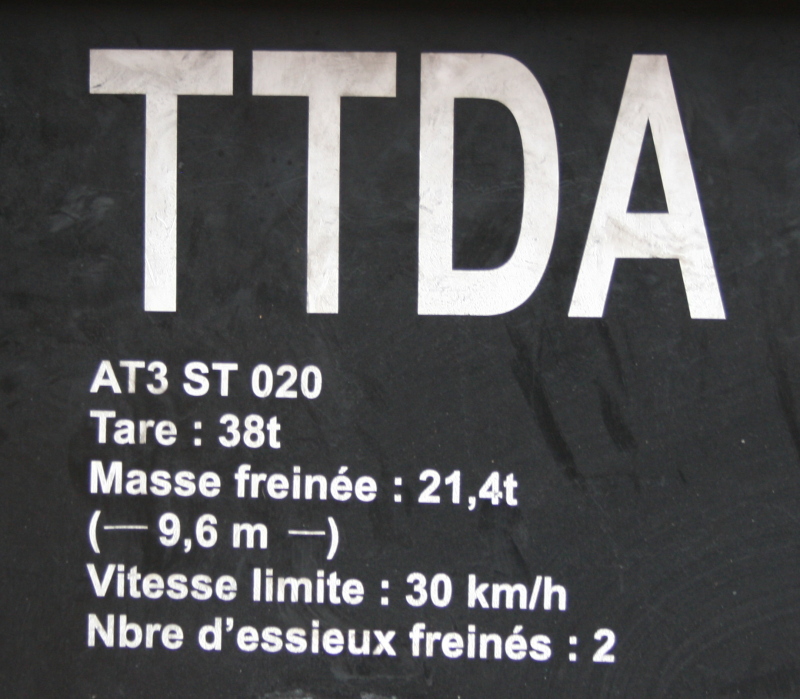 TTDA
AT3 ST 020
Tare : 38t
Masse freinée : 21,4t
(— 9,6 m —)
Vitesse limite : 30 km/h
Nbre d’essieux freinés : 2